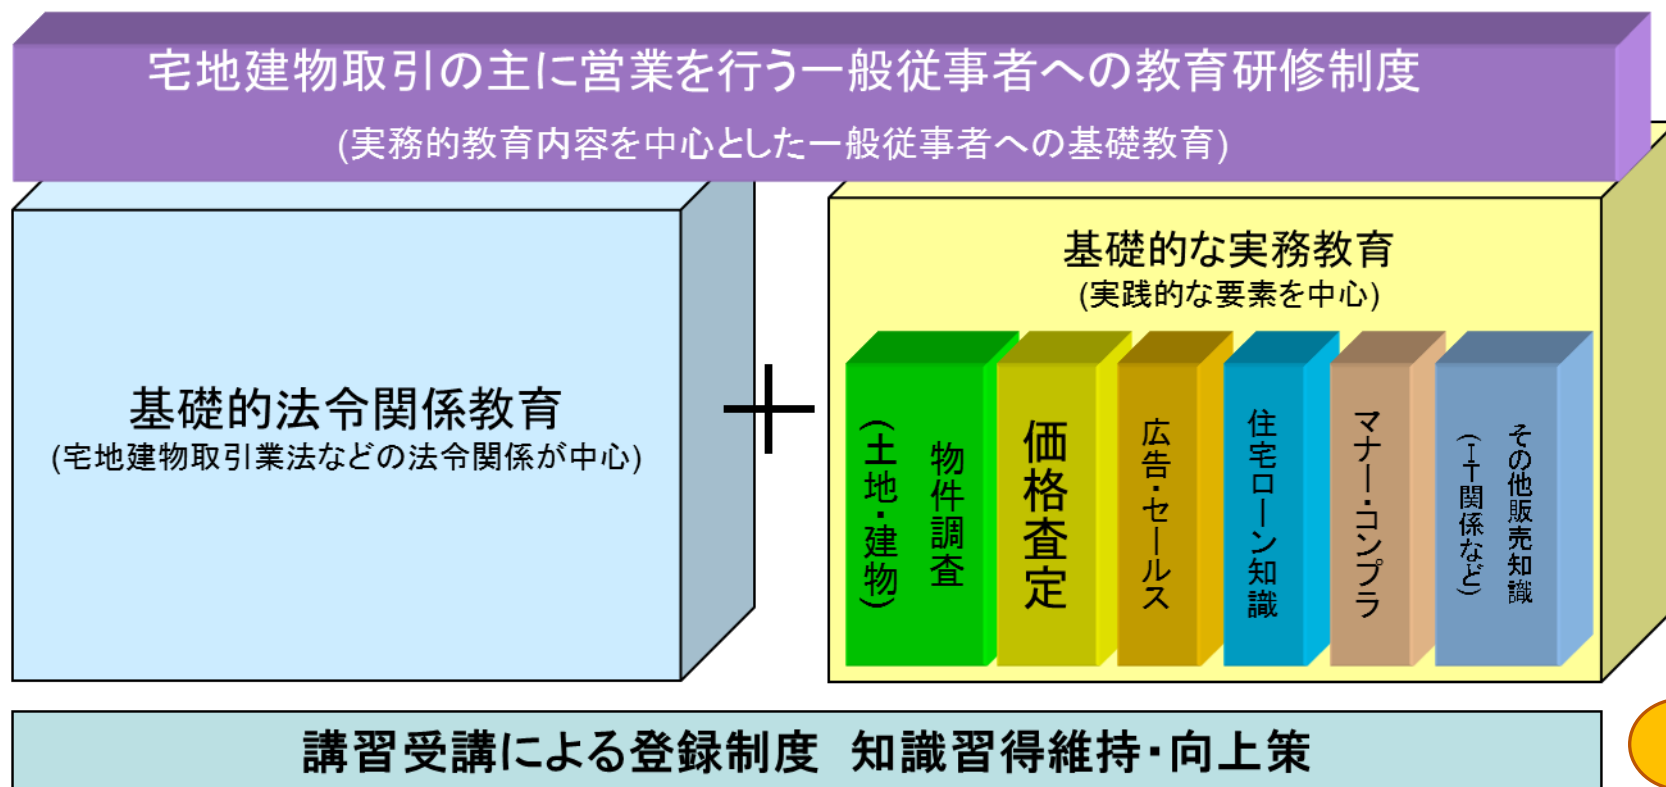 宅地建物取引の主に営業を行う一般従事者への教育研修制度
(実務的教育内容を中心とした一般従事者への基礎教育)
基礎的法令関係教育
(宅地建物取引業法などの法令関係が中心)
基礎的な実務教育
(実践的な要素を中心)
物件調査
(土地・建物)
価格査定
広告・セールス
住宅ローン知識
マナー・コンプラ
その他販売知識
(IT関係など)
講習受講による登録制度 知識習得維持・向上策